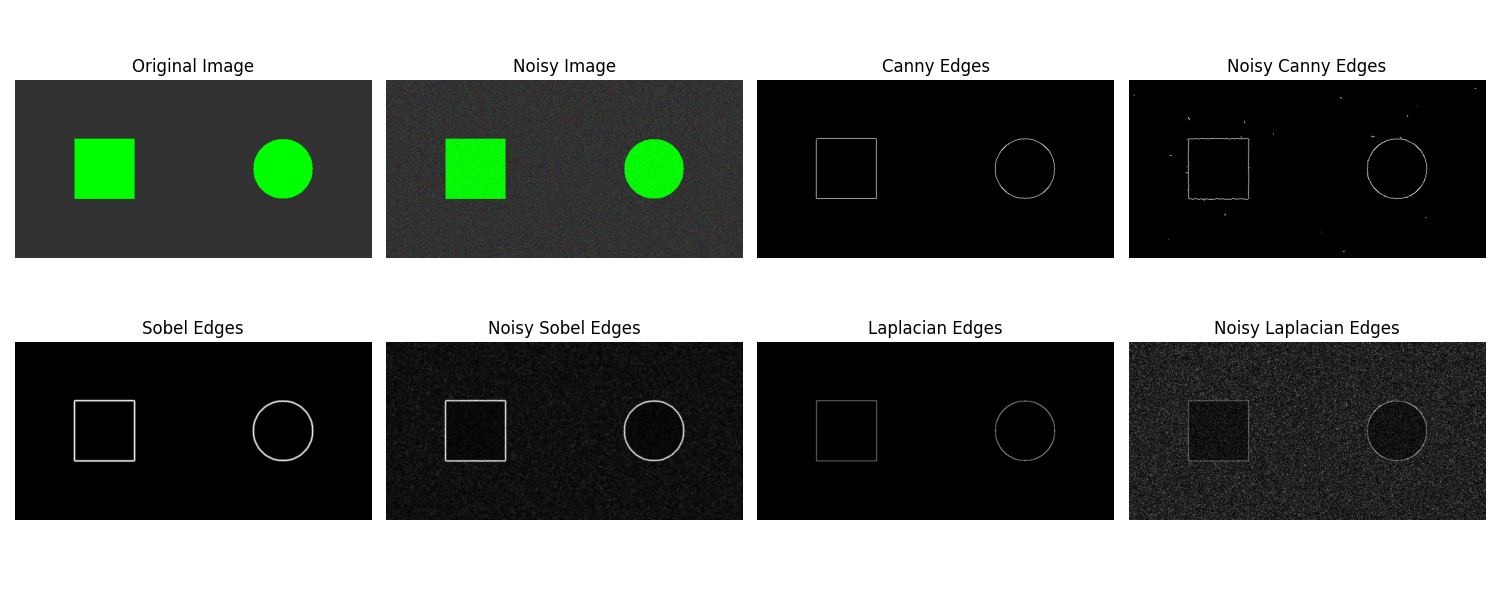 Original Image
Noisy Image
Canny Edges
Noisy Canny Edges
Sobel Edges
Noisy Sobel Edges
Laplacian Edges
Noisy Laplacian Edges